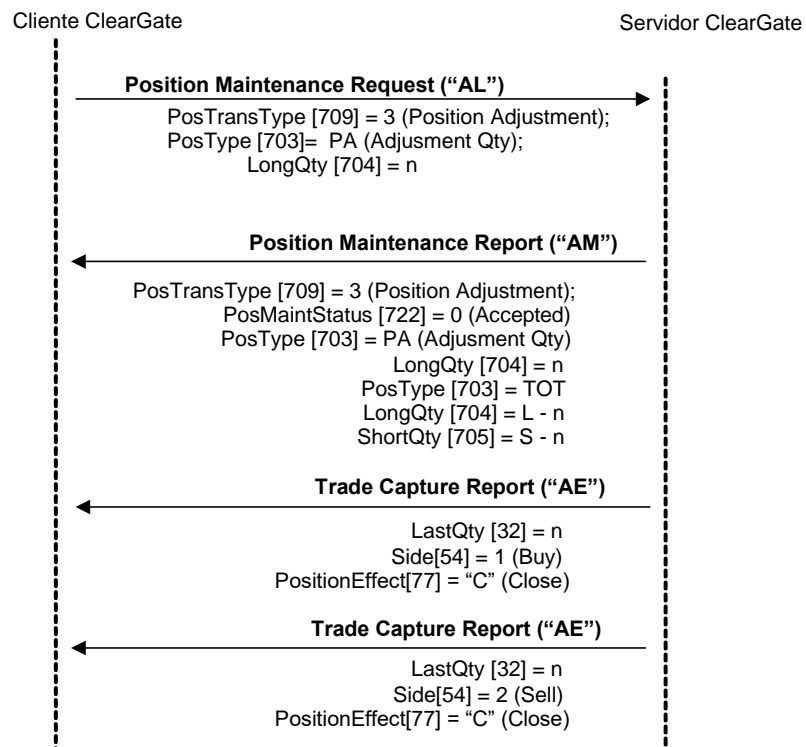 Cliente ClearGate
Servidor ClearGate
Position Maintenance Request (“AL”)
PosTransType [709] = 3 (Position Adjustment);
PosType [703]= PA (Adjusment Qty);
LongQty [704] = n
Position Maintenance Report (“AM”)
PosTransType [709] = 3 (Position Adjustment);
PosMaintStatus [722] = 0 (Accepted)
PosType [703] = PA (Adjusment Qty)
LongQty [704] = n
PosType [703] = TOT
LongQty [704] = L - n
ShortQty [705] = S - n
Trade Capture Report (“AE”)
LastQty [32] = n
Side[54] = 1 (Buy)
PositionEffect[77] = “C” (Close)
Trade Capture Report (“AE”)
LastQty [32] = n
Side[54] = 2 (Sell)
PositionEffect[77] = “C” (Close)